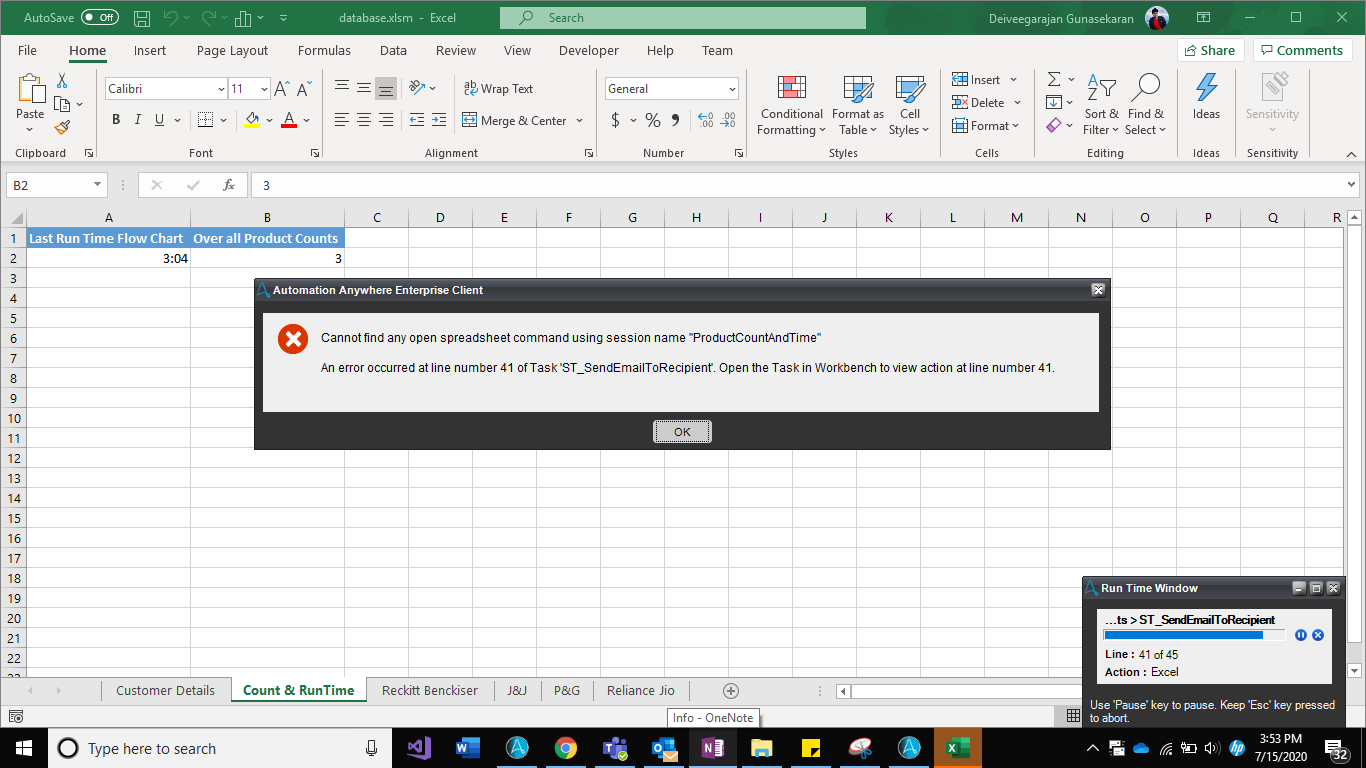 AutoSave Off database.xlsm - Excel Search Deiveegarajan Gunasekaran
File Home Insert Page Layout Formulas Data Review View Developer Help Team Share Comments
Paste
Clipboard
Calibri 11
B I U
Font
Wrap Text
Merge & Center
Alignment
General
$ % ,
Number
Conditional Formatting
Format as Table
Cell Styles
Styles
Insert
Delete
Format
Cells
Sort & Filter
Find & Select
Editing
Ideas
Ideas
Sensitivity
Sensitivity
B2 fx 3
A B C D E F G H I J K L M N O P Q R
1 Last Run Time Flow Chart Over all Product Counts
2 3:04 3
3
4
5
6
7
8
9
10
11
12
13
14
15
16
17
18
19
20
21
22
Automation Anywhere Enterprise Client
Cannot find any open spreadsheet command using session name "ProductCountAndTime"
An error occurred at line number 41 of Task 'ST_SendEmailToRecipient'. Open the Task in Workbench to view action at line number 41.
OK
Run Time Window
...ts > ST_SendEmailToRecipient
Line : 41 of 45
Action : Excel
Use 'Pause' key to pause. Keep 'Esc' key pressed
to abort.
Customer Details Count & RunTime Reckitt Benckiser J&J P&G Reliance Jio
Info - OneNote
Type here to search
3:53 PM
7/15/2020
32